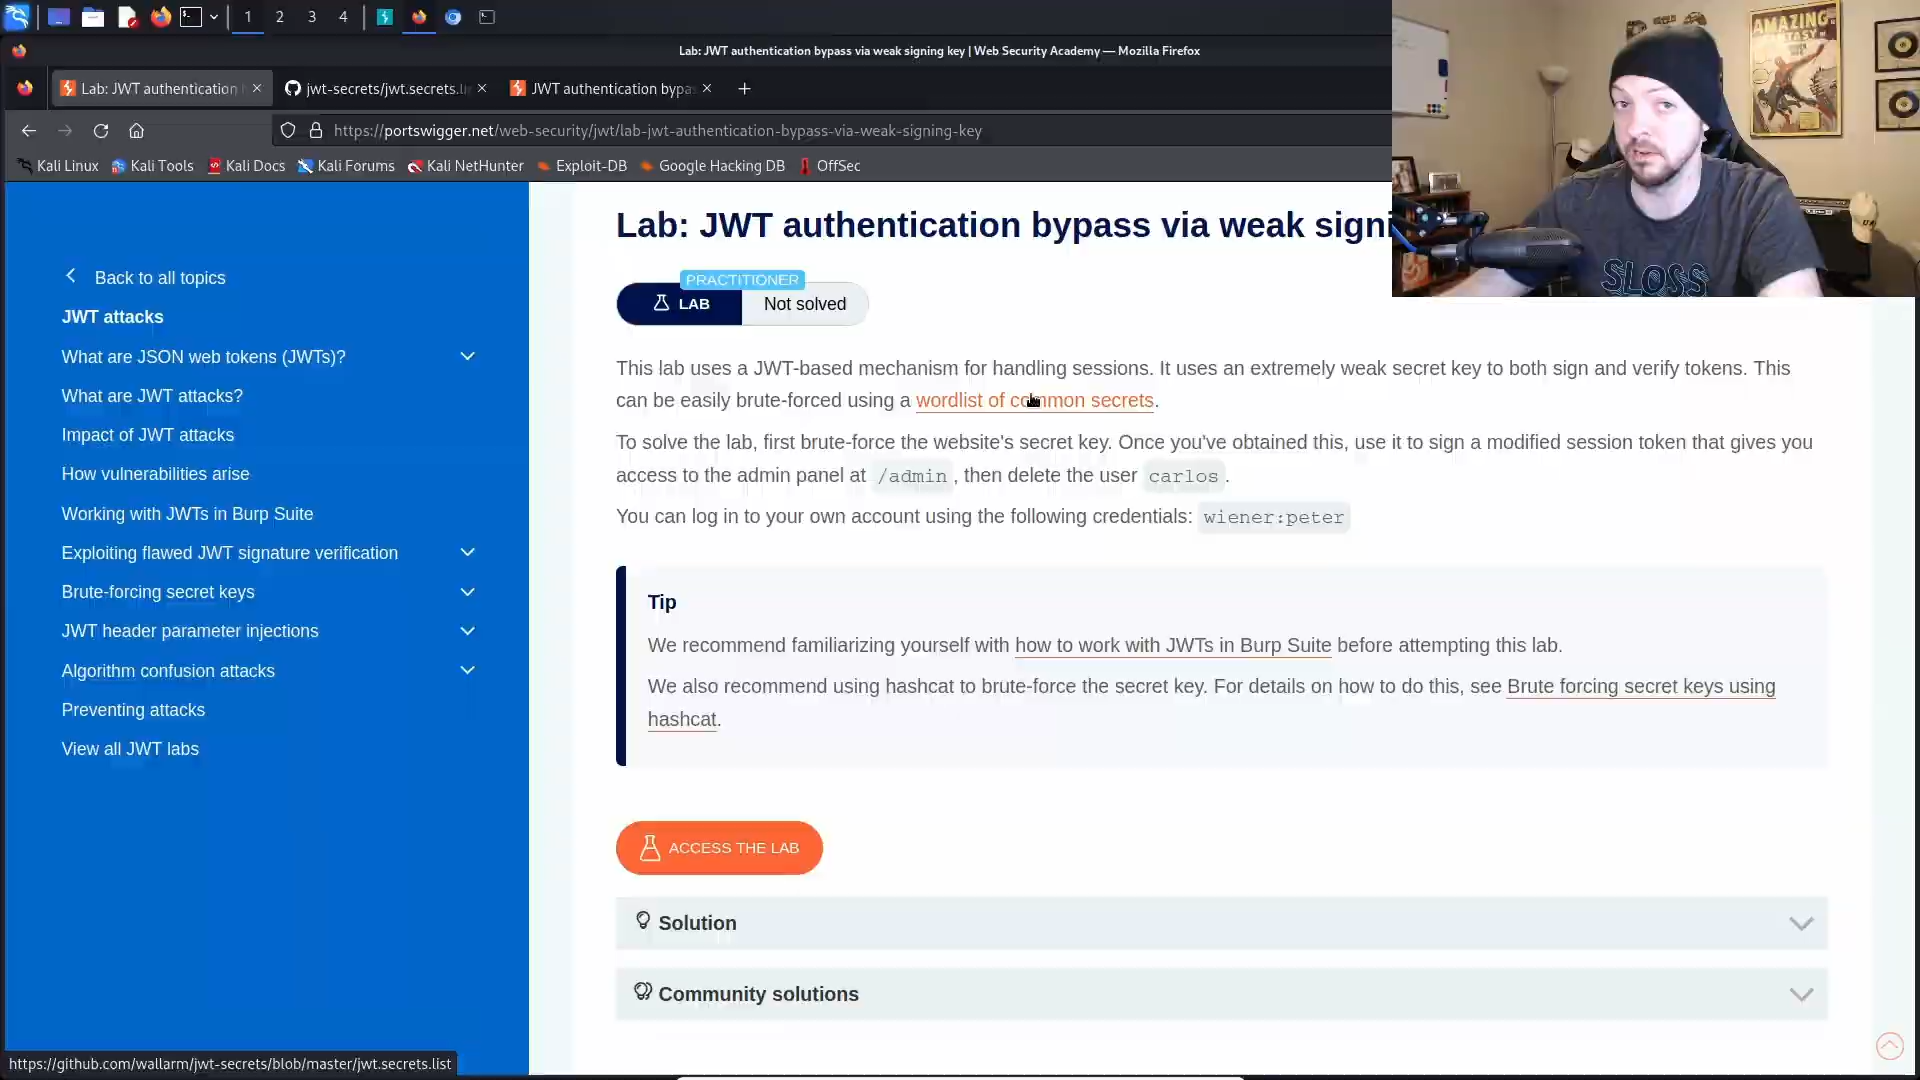 1 2 3 4
Lab: JWT authentication bypass via weak signing key | Web Security Academy — Mozilla Firefox
Lab: JWT authentication
jwt-secrets/jwt.secrets.li
JWT authentication bypa
https://portswigger.net/web-security/jwt/lab-jwt-authentication-bypass-via-weak-signing-key
Kali Linux Kali Tools Kali Docs Kali Forums Kali NetHunter Exploit-DB Google Hacking DB OffSec
AMAZING
FANTASY
SLOSS
Back to all topics
JWT attacks
What are JSON web tokens (JWTs)?
What are JWT attacks?
Impact of JWT attacks
How vulnerabilities arise
Working with JWTs in Burp Suite
Exploiting flawed JWT signature verification
Brute-forcing secret keys
JWT header parameter injections
Algorithm confusion attacks
Preventing attacks
View all JWT labs
Lab: JWT authentication bypass via weak signi
PRACTITIONER
LAB Not solved
This lab uses a JWT-based mechanism for handling sessions. It uses an extremely weak secret key to both sign and verify tokens. This
can be easily brute-forced using a wordlist of common secrets.
To solve the lab, first brute-force the website's secret key. Once you've obtained this, use it to sign a modified session token that gives you
access to the admin panel at /admin , then delete the user carlos .
You can log in to your own account using the following credentials: wiener:peter
Tip
We recommend familiarizing yourself with how to work with JWTs in Burp Suite before attempting this lab.
We also recommend using hashcat to brute-force the secret key. For details on how to do this, see Brute forcing secret keys using
hashcat.
ACCESS THE LAB
Solution
Community solutions
https://github.com/wallarm/jwt-secrets/blob/master/jwt.secrets.list